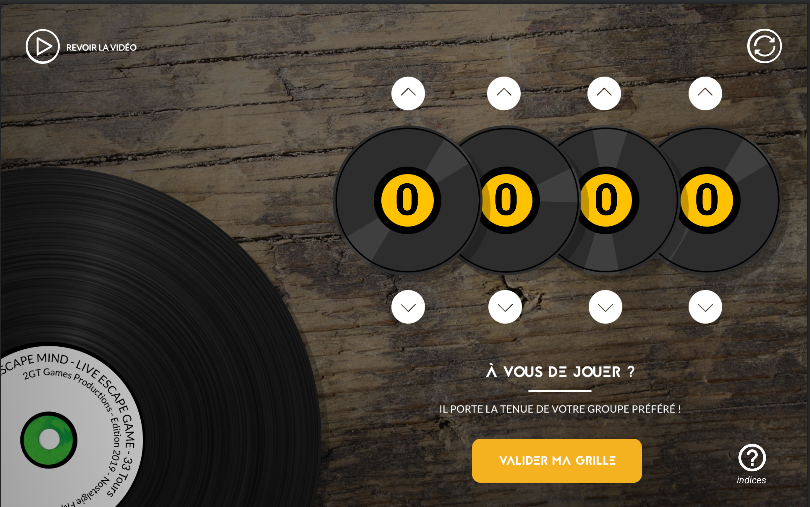 REVOIR LA VIDÉO
0 0 0 0
À VOUS DE JOUER ?
IL PORTE LA TENUE DE VOTRE GROUPE PRÉFÉRÉ !
VALIDER MA GRILLE
indices
SCAPE MIND - LIVE ESCAPE GAME - 33 Tours
2GT Games Productions - Edition 2019 - Nostalgie FM